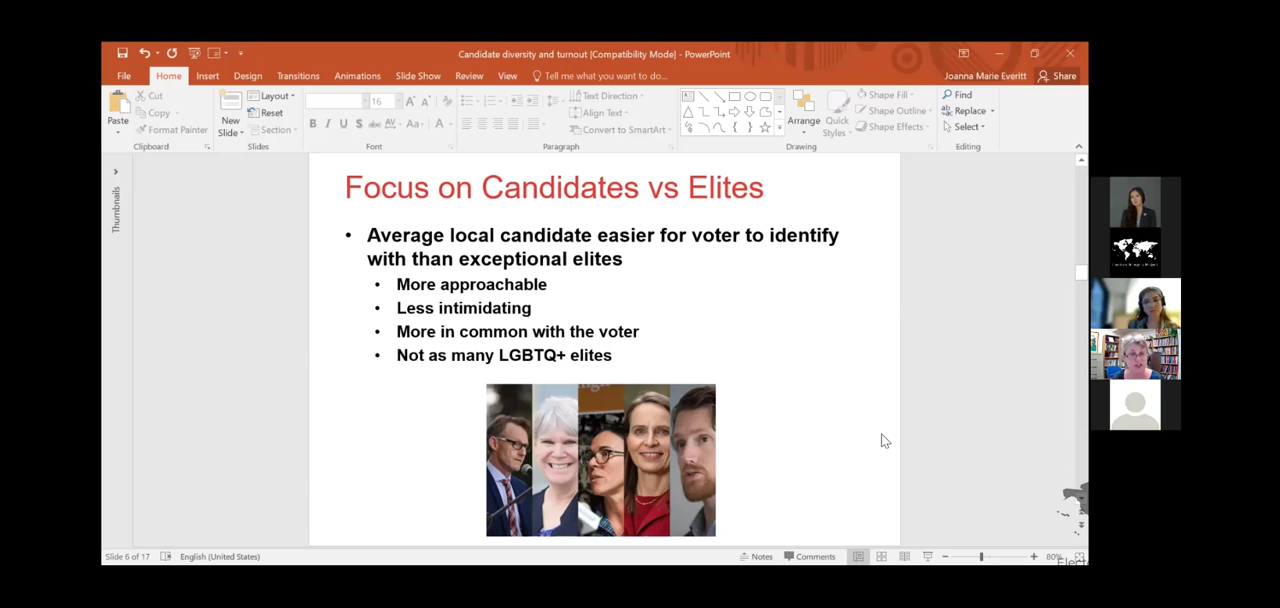 Candidate diversity and turnout [Compatibility Mode] - PowerPoint
File Home Insert Design Transitions Animations Slide Show Review View Tell me what you want to do... Joanna Marie Everitt Share
Paste Cut Copy Format Painter
Clipboard
New Slide Layout Reset Section
Slides
16
B I U S abc AV Aa A
Font
Text Direction Align Text Convert to SmartArt
Paragraph
Arrange Quick Styles Shape Fill Shape Outline Shape Effects
Drawing
Find Replace Select
Editing
Thumbnails
Focus on Candidates vs Elites
• Average local candidate easier for voter to identify
with than exceptional elites
• More approachable
• Less intimidating
• More in common with the voter
• Not as many LGBTQ+ elites
Slide 6 of 17 English (United States) Notes Comments 80%